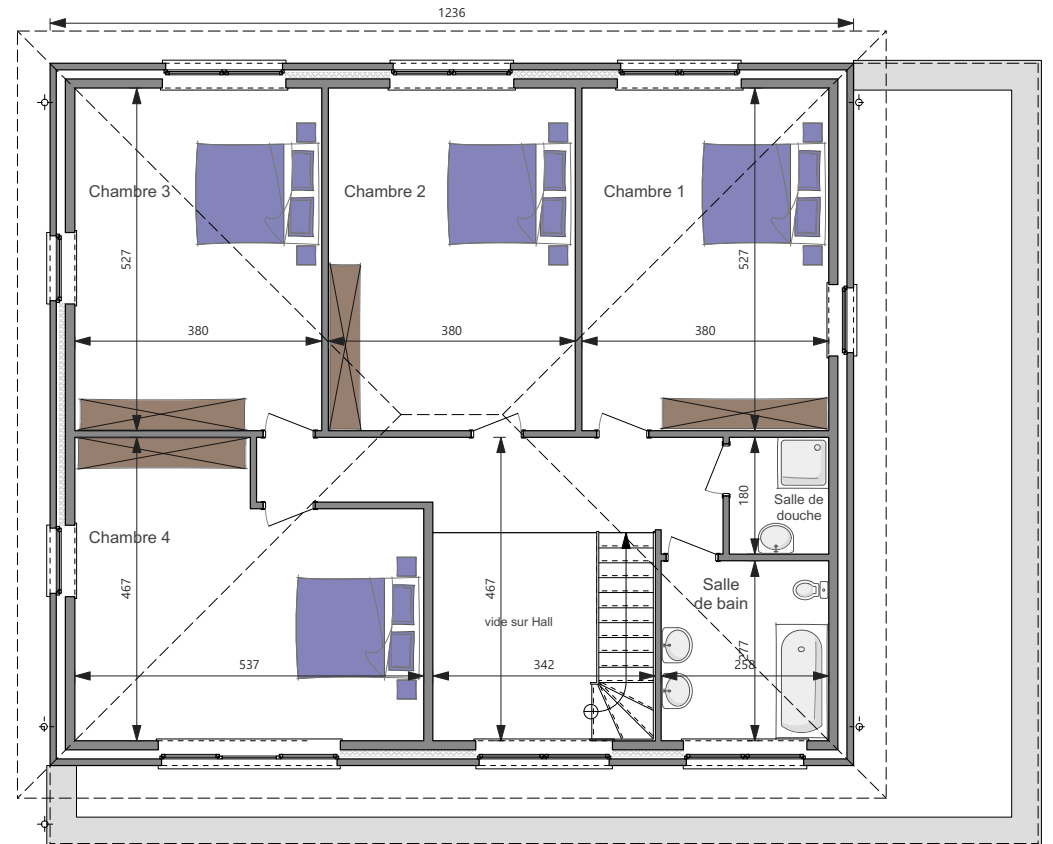 1236
Chambre 3
Chambre 2
Chambre 1
527
527
380
380
380
Salle de
douche
180
Chambre 4
467
467
Salle
de bain
vide sur Hall
277
537
342
258